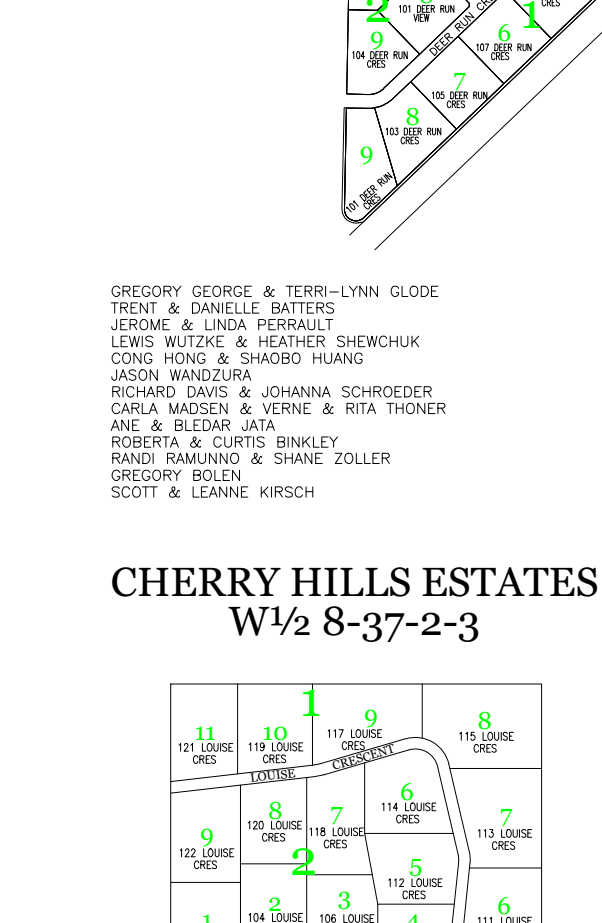 2
101 DEER RUN
VIEW
CRES
1
9
104 DEER RUN
CRES
DEER RUN
6
107 DEER RUN
CRES
7
105 DEER RUN
CRES
8
103 DEER RUN
CRES
9
101 DEER RUN
CRES
GREGORY GEORGE & TERRI-LYNN GLODE
TRENT & DANIELLE BATTERS
JEROME & LINDA PERRAULT
LEWIS WUTZKE & HEATHER SHEWCHUK
CONG HONG & SHAOBO HUANG
JASON WANDZURA
RICHARD DAVIS & JOHANNA SCHROEDER
CARLA MADSEN & VERNE & RITA THONER
ANE & BLEDAR JATA
ROBERTA & CURTIS BINKLEY
RANDI RAMUNNO & SHANE ZOLLER
GREGORY BOLEN
SCOTT & LEANNE KIRSCH
CHERRY HILLS ESTATES
W½ 8-37-2-3
1
11
121 LOUISE
CRES
10
119 LOUISE
CRES
9
117 LOUISE
CRES
8
115 LOUISE
CRES
LOUISE CRESCENT
6
114 LOUISE
CRES
8
120 LOUISE
CRES
7
118 LOUISE
CRES
7
113 LOUISE
CRES
9
122 LOUISE
CRES
2
5
112 LOUISE
CRES
2
104 LOUISE
3
106 LOUISE
4
6
111 LOUISE
1